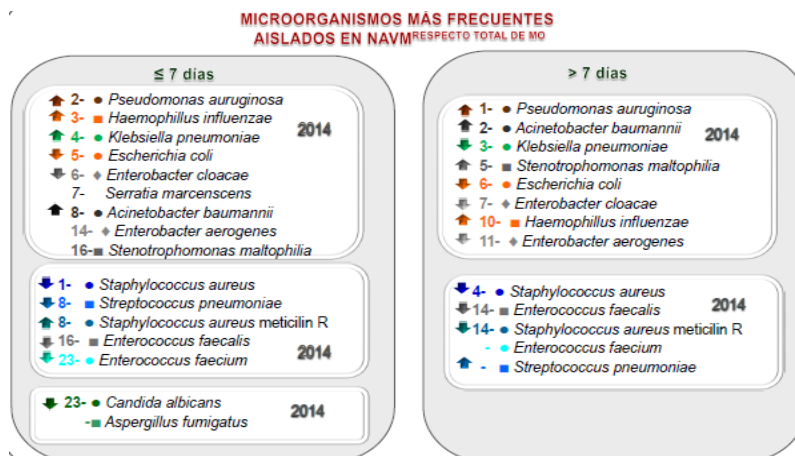 MICROORGANISMOS MÁS FRECUENTES
AISLADOS EN NAVM RESPECTO TOTAL DE MO
≤ 7 días
2- Pseudomonas auruginosa
3- Haemophillus influenzae
2014
4- Klebsiella pneumoniae
5- Escherichia coli
6- Enterobacter cloacae
7- Serratia marcenscens
8- Acinetobacter baumannii
14- Enterobacter aerogenes
16- Stenotrophomonas maltophilia
1- Staphylococcus aureus
8- Streptococcus pneumoniae
8- Staphylococcus aureus meticilin R
16- Enterococcus faecalis
23- Enterococcus faecium
2014
23- Candida albicans
2014
- Aspergillus fumigatus
> 7 días
1- Pseudomonas auruginosa
2- Acinetobacter baumannii
2014
3- Klebsiella pneumoniae
5- Stenotrophomonas maltophilia
6- Escherichia coli
7- Enterobacter cloacae
10- Haemophillus influenzae
11- Enterobacter aerogenes
4- Staphylococcus aureus
14- Enterococcus faecalis
2014
14- Staphylococcus aureus meticilin R
- Enterococcus faecium
- Streptococcus pneumoniae